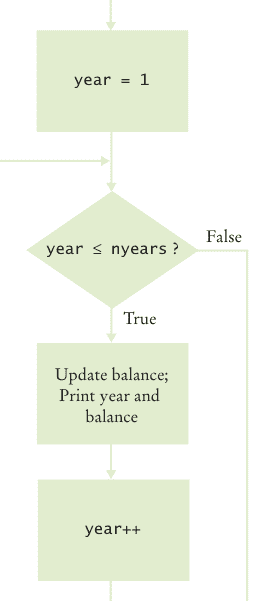 year = 1
year ≤ nyears ?
False
True
Update balance;
Print year and
balance
year++